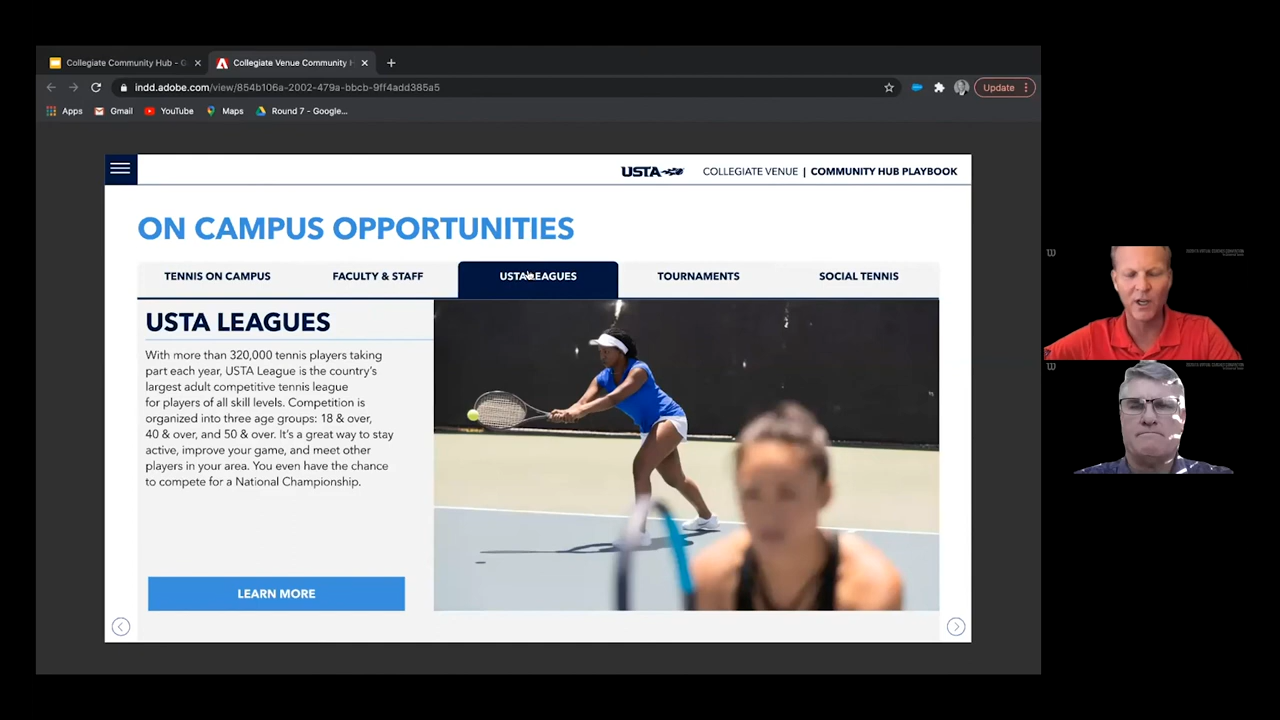 Collegiate Community Hub - G
Collegiate Venue Community H
indd.adobe.com/view/854b106a-2002-479a-bbcb-9ff4add385a5
Update
Apps
Gmail
YouTube
Maps
Round 7 - Google...
USTA
COLLEGIATE VENUE | COMMUNITY HUB PLAYBOOK
ON CAMPUS OPPORTUNITIES
TENNIS ON CAMPUS
FACULTY & STAFF
USTA LEAGUES
TOURNAMENTS
SOCIAL TENNIS
USTA LEAGUES
With more than 320,000 tennis players taking
part each year, USTA League is the country's
largest adult competitive tennis league
for players of all skill levels. Competition is
organized into three age groups: 18 & over,
40 & over, and 50 & over. It's a great way to stay
active, improve your game, and meet other
players in your area. You even have the chance
to compete for a National Championship.
LEARN MORE